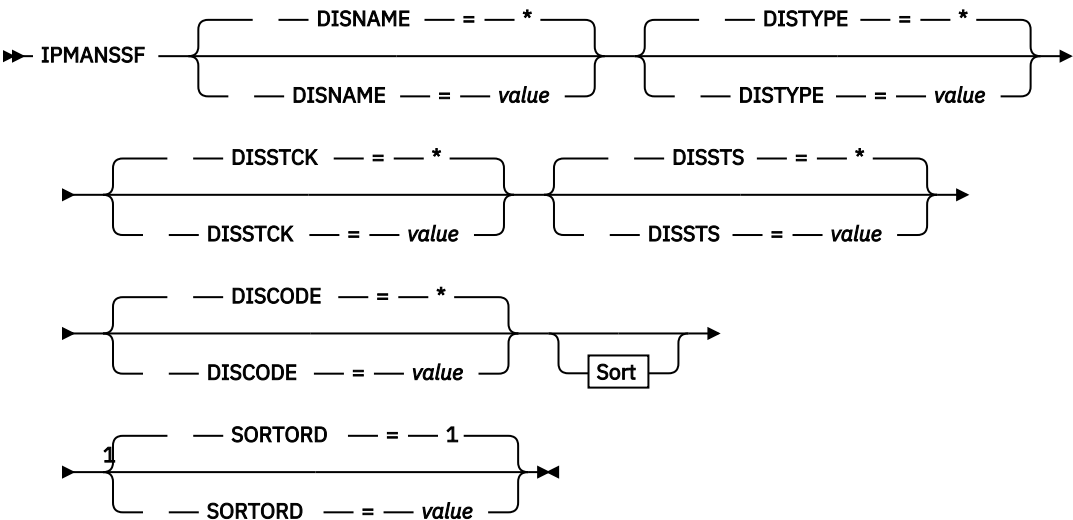 DISNAME = * DISTYPE = *
IPMANSSF
DISNAME = value DISTYPE = value
DISSTCK = * DISSTS = *
DISSTCK = value DISSTS = value
DISCODE = *
DISCODE = value Sort
SORTORD = 1
1
SORTORD = value